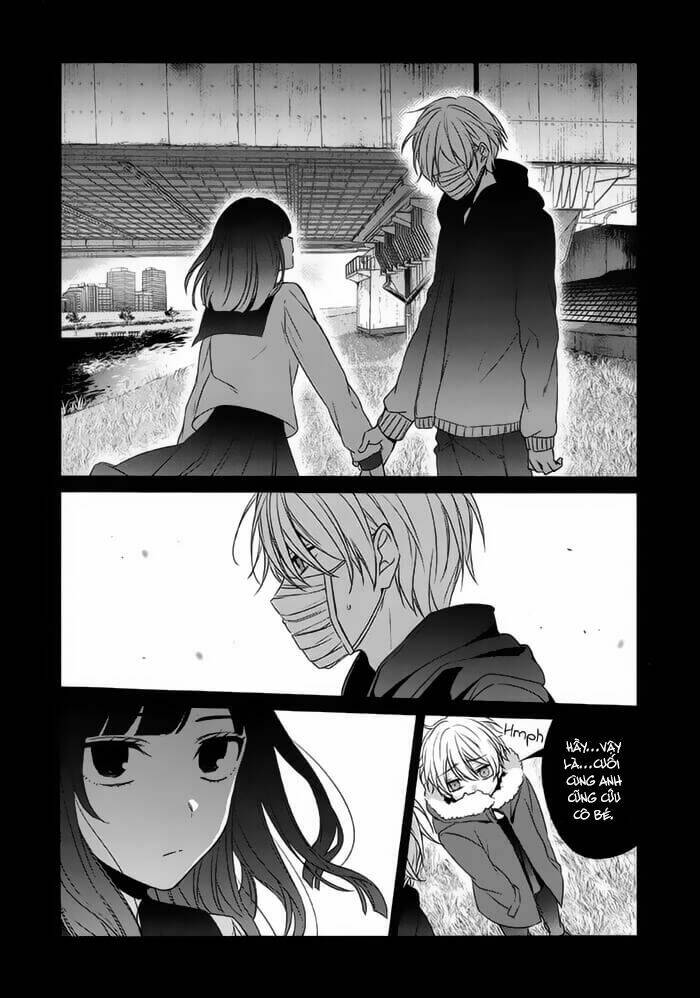 Hmph
HẦY...VẬY
LÀ...CUỐI
CÙNG ANH
CŨNG CỨU
CÔ BÉ.